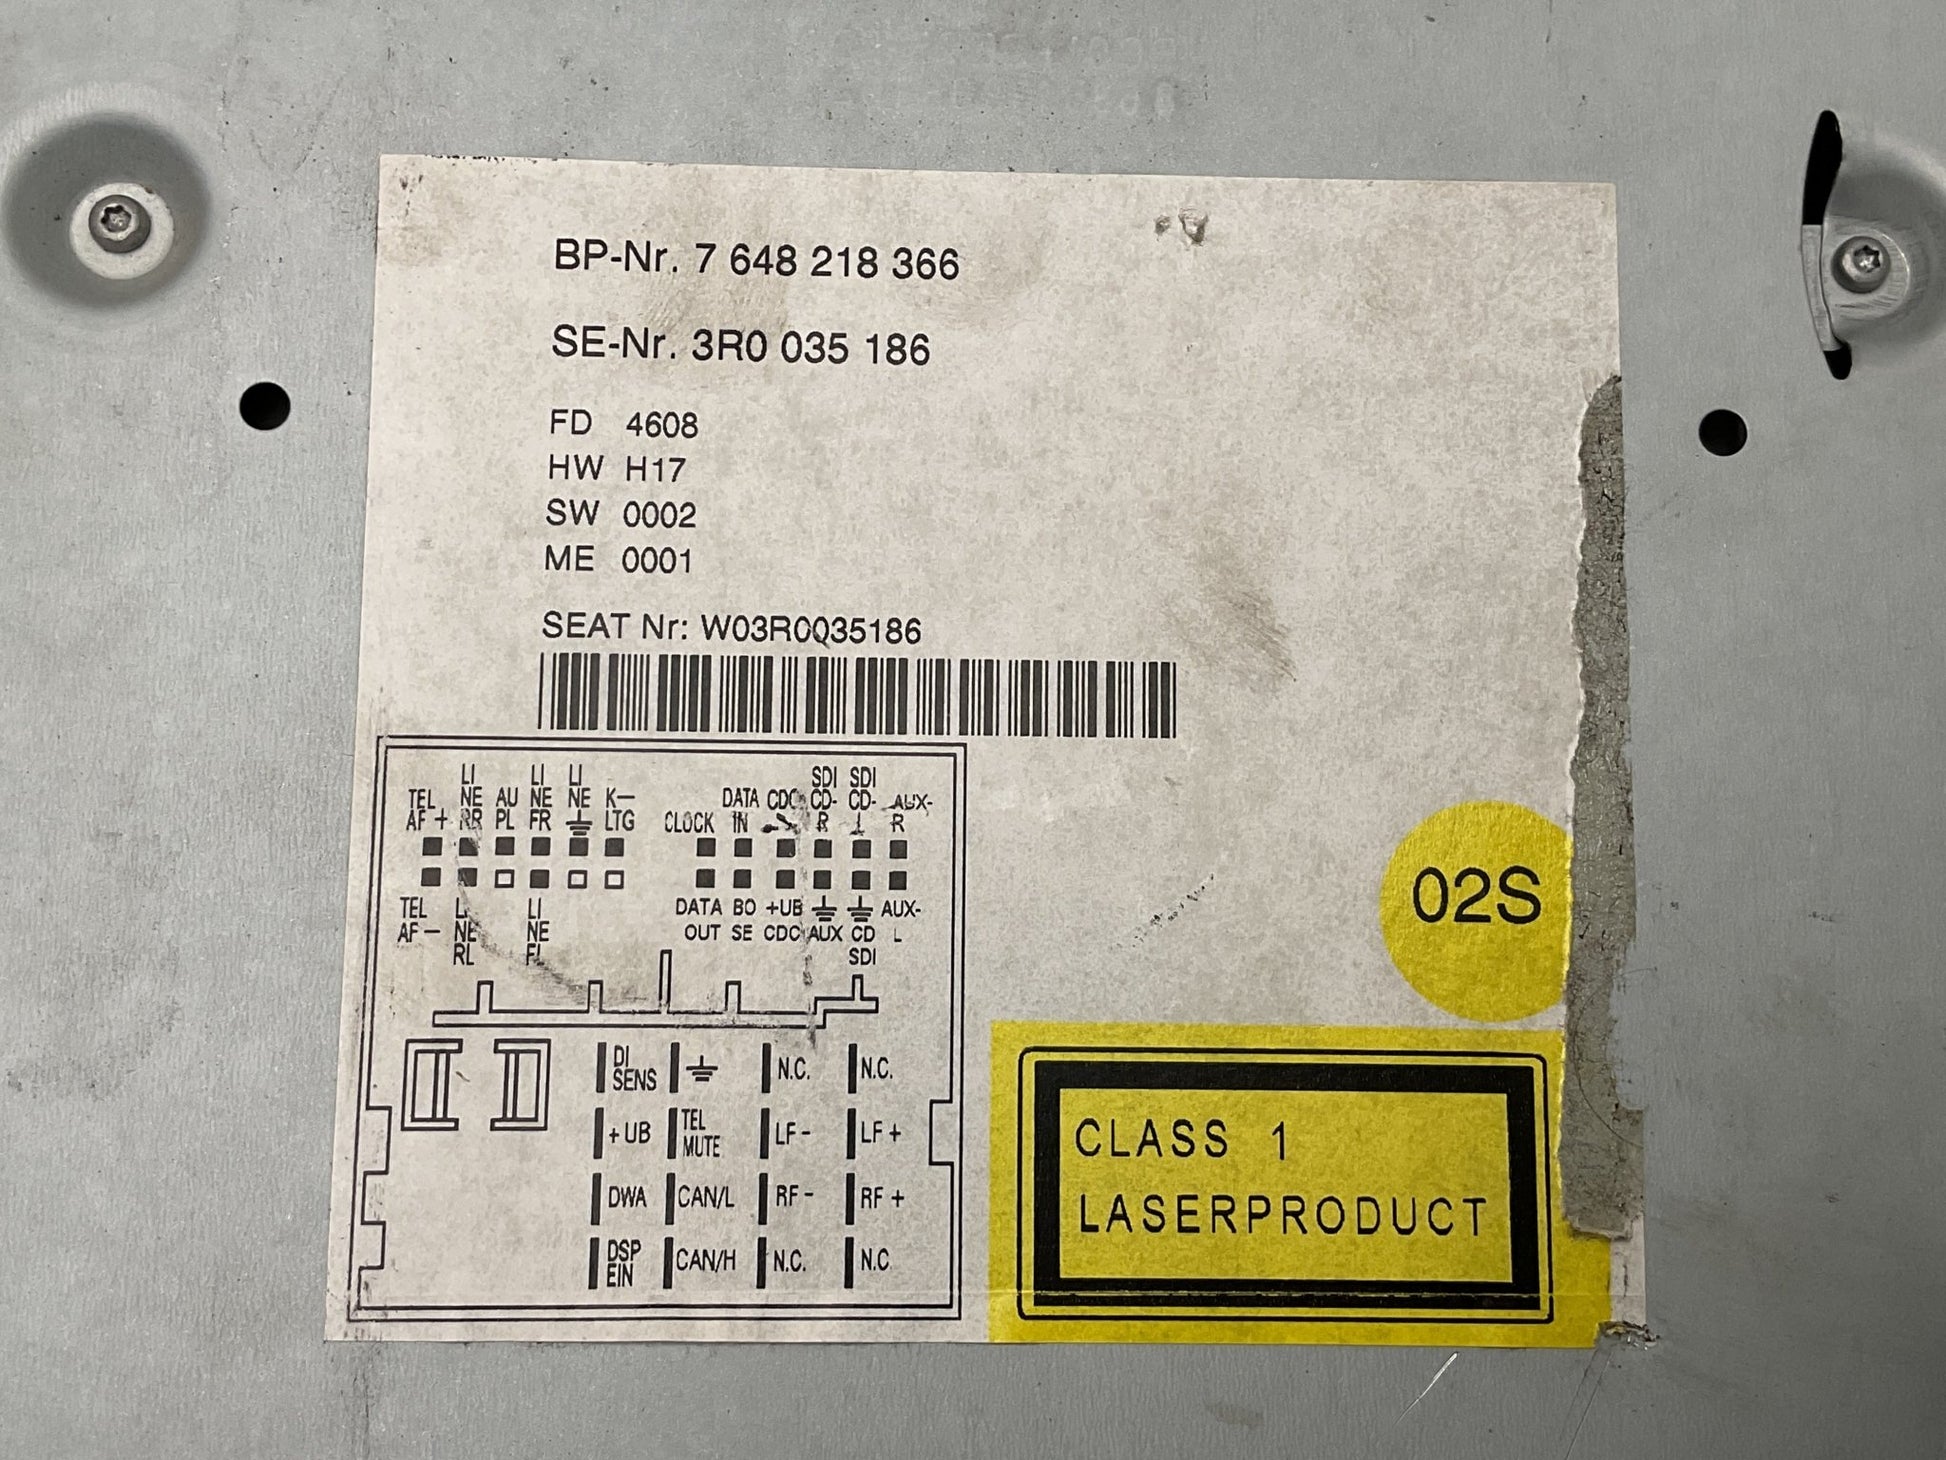 BP-Nr. 7 648 218 366
SE-Nr. 3R0 035 186
FD 4608
HW H17
SW 0002
ME 0001
SEAT Nr: W03R0035186
TEL AF +
LI NE RR
AU PL
LI NE FR
LI NE
K– LTG
CLOCK
DATA IN
CDC
SDI CD- R
SDI CD- L
AUX- R
TEL AF –
LI NE RL
LI NE FL
DATA OUT
BO SE
+UB CDC
AUX
CD SDI
AUX- L
DI SENS
N.C.
N.C.
+UB
TEL MUTE
LF -
LF +
DWA
CAN/L
RF -
RF +
DSP EIN
CAN/H
N.C.
N.C
02S
CLASS 1
LASERPRODUCT